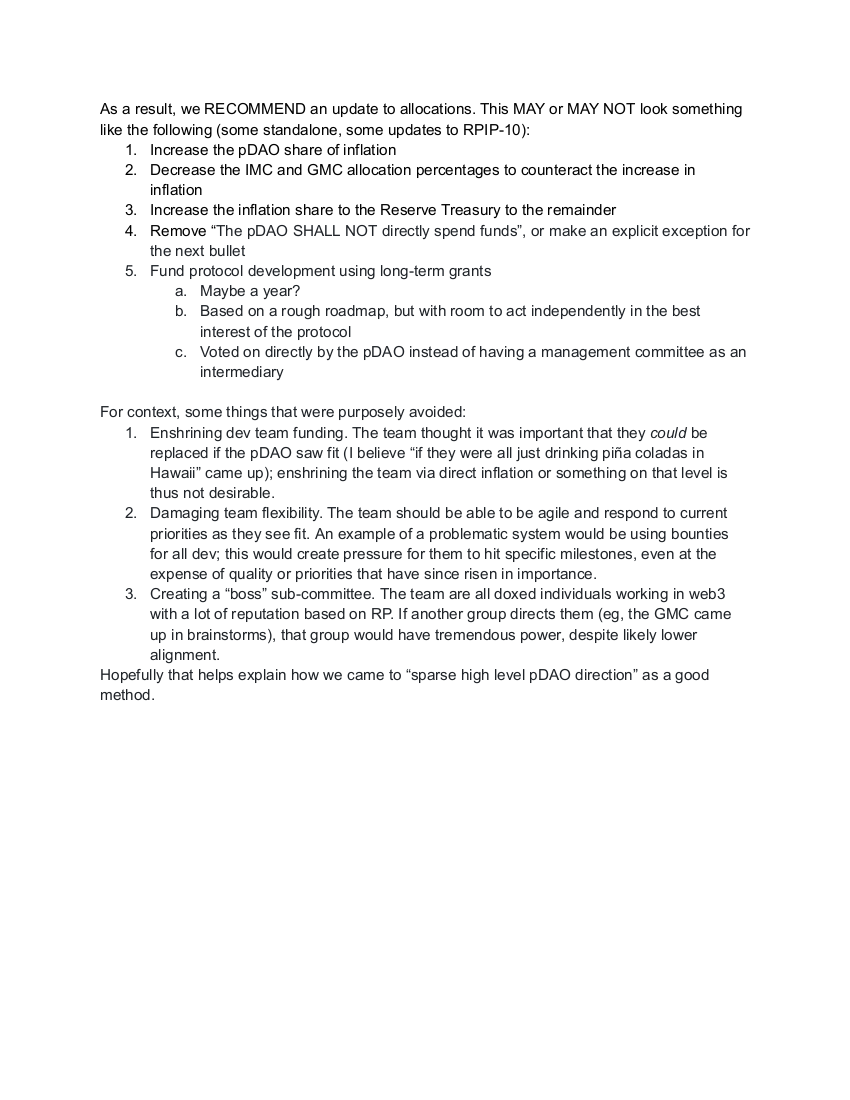 As a result, we RECOMMEND an update to allocations. This MAY or MAY NOT look something
like the following (some standalone, some updates to RPIP-10):
1. Increase the pDAO share of inflation
2. Decrease the IMC and GMC allocation percentages to counteract the increase in
inflation
3. Increase the inflation share to the Reserve Treasury to the remainder
4. Remove “The pDAO SHALL NOT directly spend funds”, or make an explicit exception for
the next bullet
5. Fund protocol development using long-term grants
a. Maybe a year?
b. Based on a rough roadmap, but with room to act independently in the best
interest of the protocol
c. Voted on directly by the pDAO instead of having a management committee as an
intermediary
For context, some things that were purposely avoided:
1. Enshrining dev team funding. The team thought it was important that they could be
replaced if the pDAO saw fit (I believe “if they were all just drinking piña coladas in
Hawaii” came up); enshrining the team via direct inflation or something on that level is
thus not desirable.
2. Damaging team flexibility. The team should be able to be agile and respond to current
priorities as they see fit. An example of a problematic system would be using bounties
for all dev; this would create pressure for them to hit specific milestones, even at the
expense of quality or priorities that have since risen in importance.
3. Creating a “boss” sub-committee. The team are all doxed individuals working in web3
with a lot of reputation based on RP. If another group directs them (eg, the GMC came
up in brainstorms), that group would have tremendous power, despite likely lower
alignment.
Hopefully that helps explain how we came to “sparse high level pDAO direction” as a good
method.